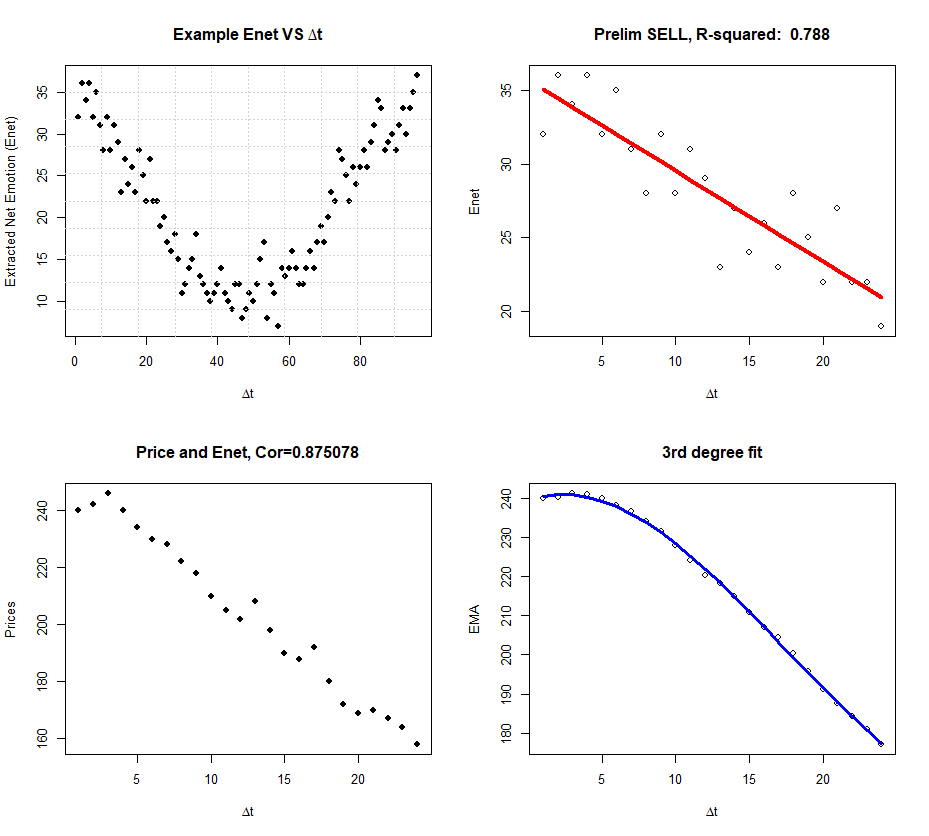 Example Enet VS Δt
Extracted Net Emotion (Enet)
35
30
25
20
15
10
0 20 40 60 80
Δt
Prelim SELL, R-squared: 0.788
Enet
35
30
25
20
5 10 15 20
Δt
Price and Enet, Cor=0.875078
Prices
240
220
200
180
160
5 10 15 20
Δt
3rd degree fit
EMA
240
230
220
210
200
190
180
5 10 15 20
Δt